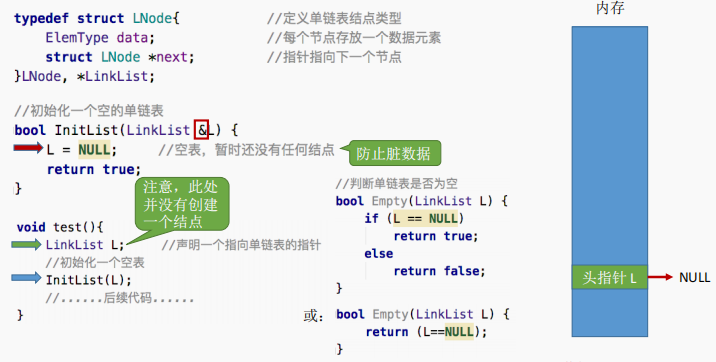 typedef struct LNode{ //定义单链表结点类型
ElemType data; //每个节点存放一个数据元素
struct LNode *next; //指针指向下一个节点
}LNode, *LinkList;
//初始化一个空的单链表
bool InitList(LinkList &L) {
L = NULL; //空表，暂时还没有任何结点
防止脏数据
return true;
}
注意，此处
并没有创建
一个结点
void test(){
LinkList L; //声明一个指向单链表的指针
//初始化一个空表
InitList(L);
//......后续代码......
}
//判断单链表是否为空
bool Empty(LinkList L) {
if (L == NULL)
return true;
else
return false;
}
或：
bool Empty(LinkList L) {
return (L==NULL);
}
内存
头指针 L
NULL